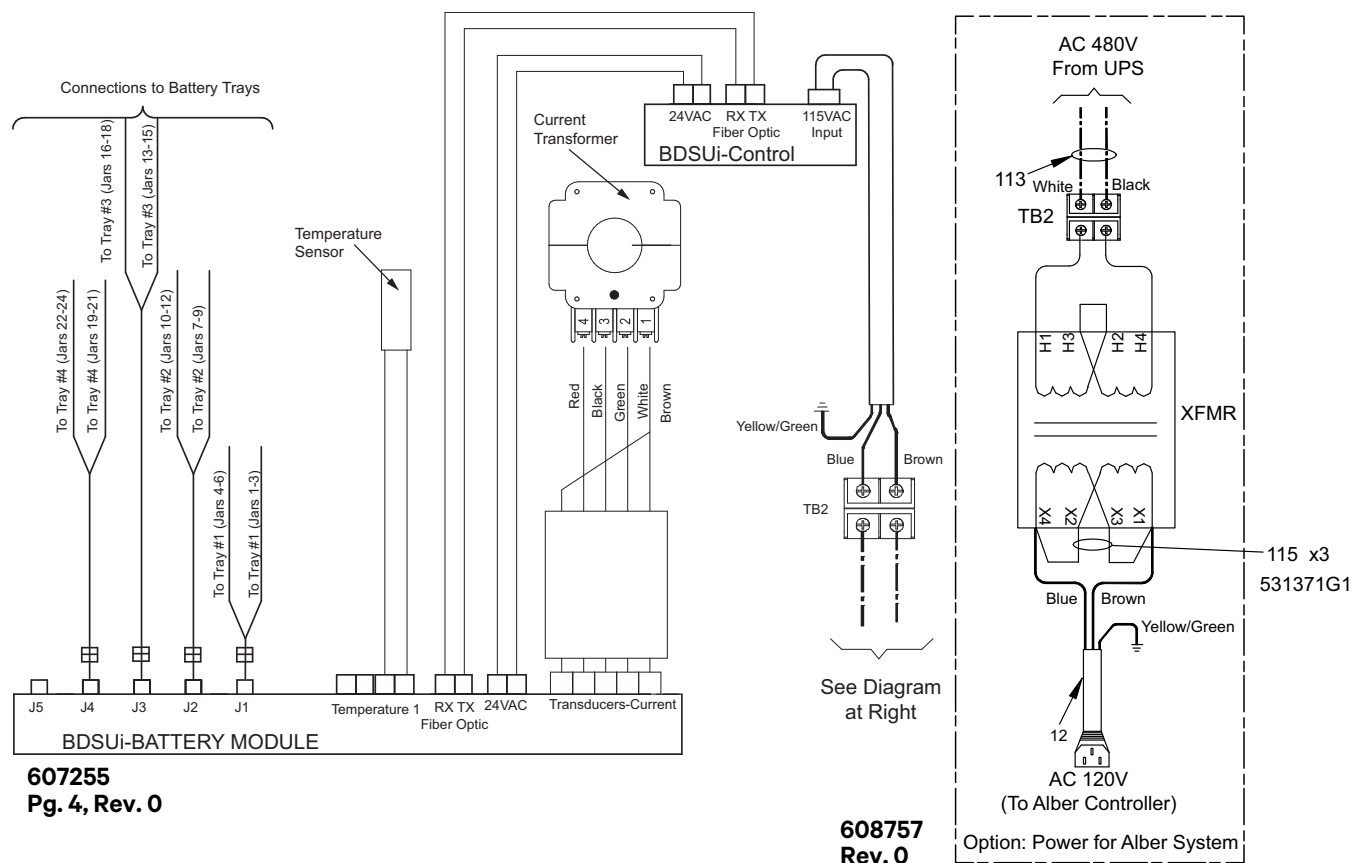 Connections to Battery Trays
To Tray #4 (Jars 22-24)
To Tray #4 (Jars 19-21)
To Tray #3 (Jars 16-18)
To Tray #3 (Jars 13-15)
To Tray #2 (Jars 10-12)
To Tray #2 (Jars 7-9)
To Tray #1 (Jars 4-6)
To Tray #1 (Jars 1-3)
J5
J4
J3
J2
J1
Temperature
Sensor
Temperature 1
RX TX
Fiber Optic
24VAC
Transducers-Current
BDSUi-BATTERY MODULE
607255
Pg. 4, Rev. 0
Current
Transformer
4
3
2
1
Red
Black
Green
White
Brown
24VAC
RX TX
Fiber Optic
115VAC
Input
BDSUi-Control
Yellow/Green
Blue
Brown
TB2
See Diagram
at Right
AC 480V
From UPS
113
White
Black
TB2
H1
H3
H2
H4
XFMR
X4
X2
X3
X1
115 x3
531371G1
Blue
Brown
Yellow/Green
12
AC 120V
(To Alber Controller)
Option: Power for Alber System
608757
Rev. 0